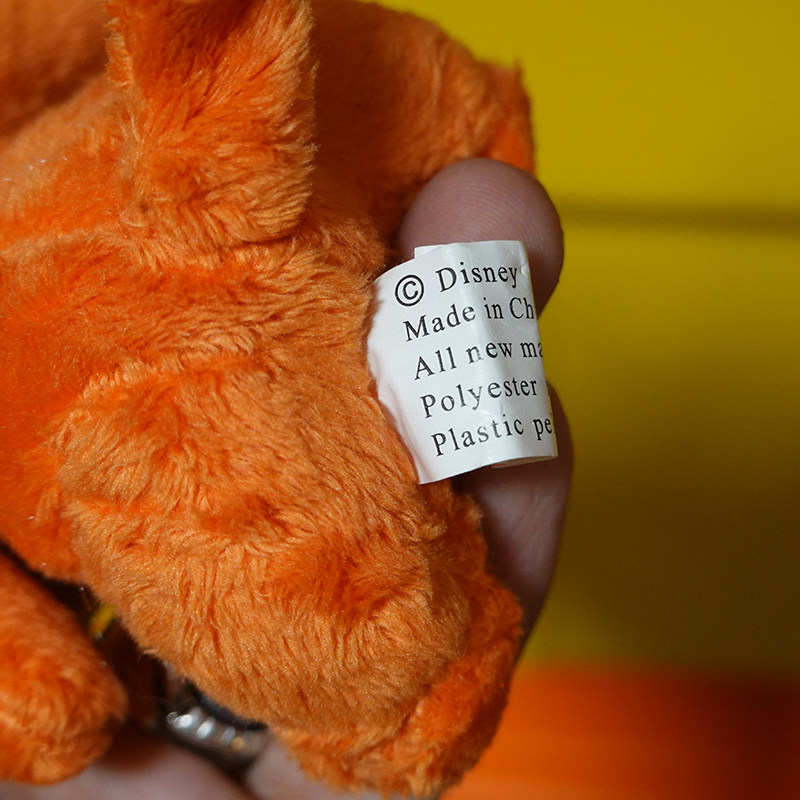 © Disney
Made in Ch
All new ma
Polyester
Plastic pe